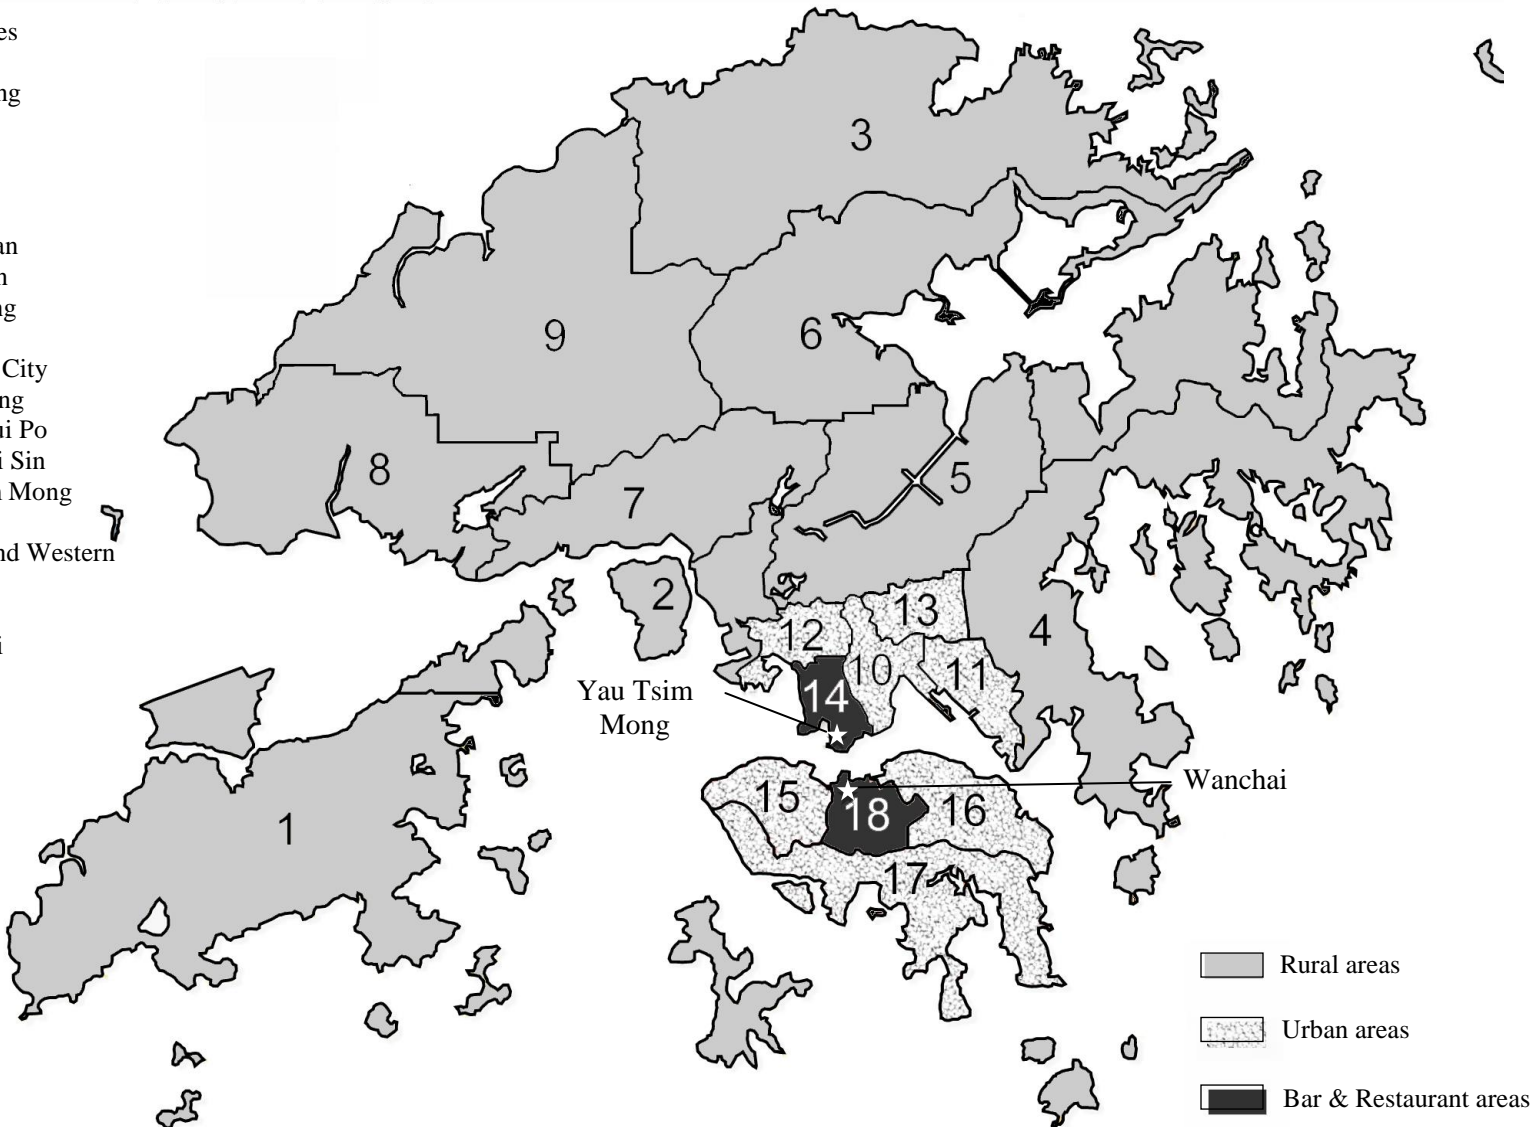 es
ng
an
n
ng
City
ng
ui Po
i Sin
n Mong
nd Western
i
3
9
6
8
7
5
2
13
12
4
10
11
14
Yau Tsim
Mong
Wanchai
15
18
16
1
17
Rural areas
Urban areas
Bar & Restaurant areas